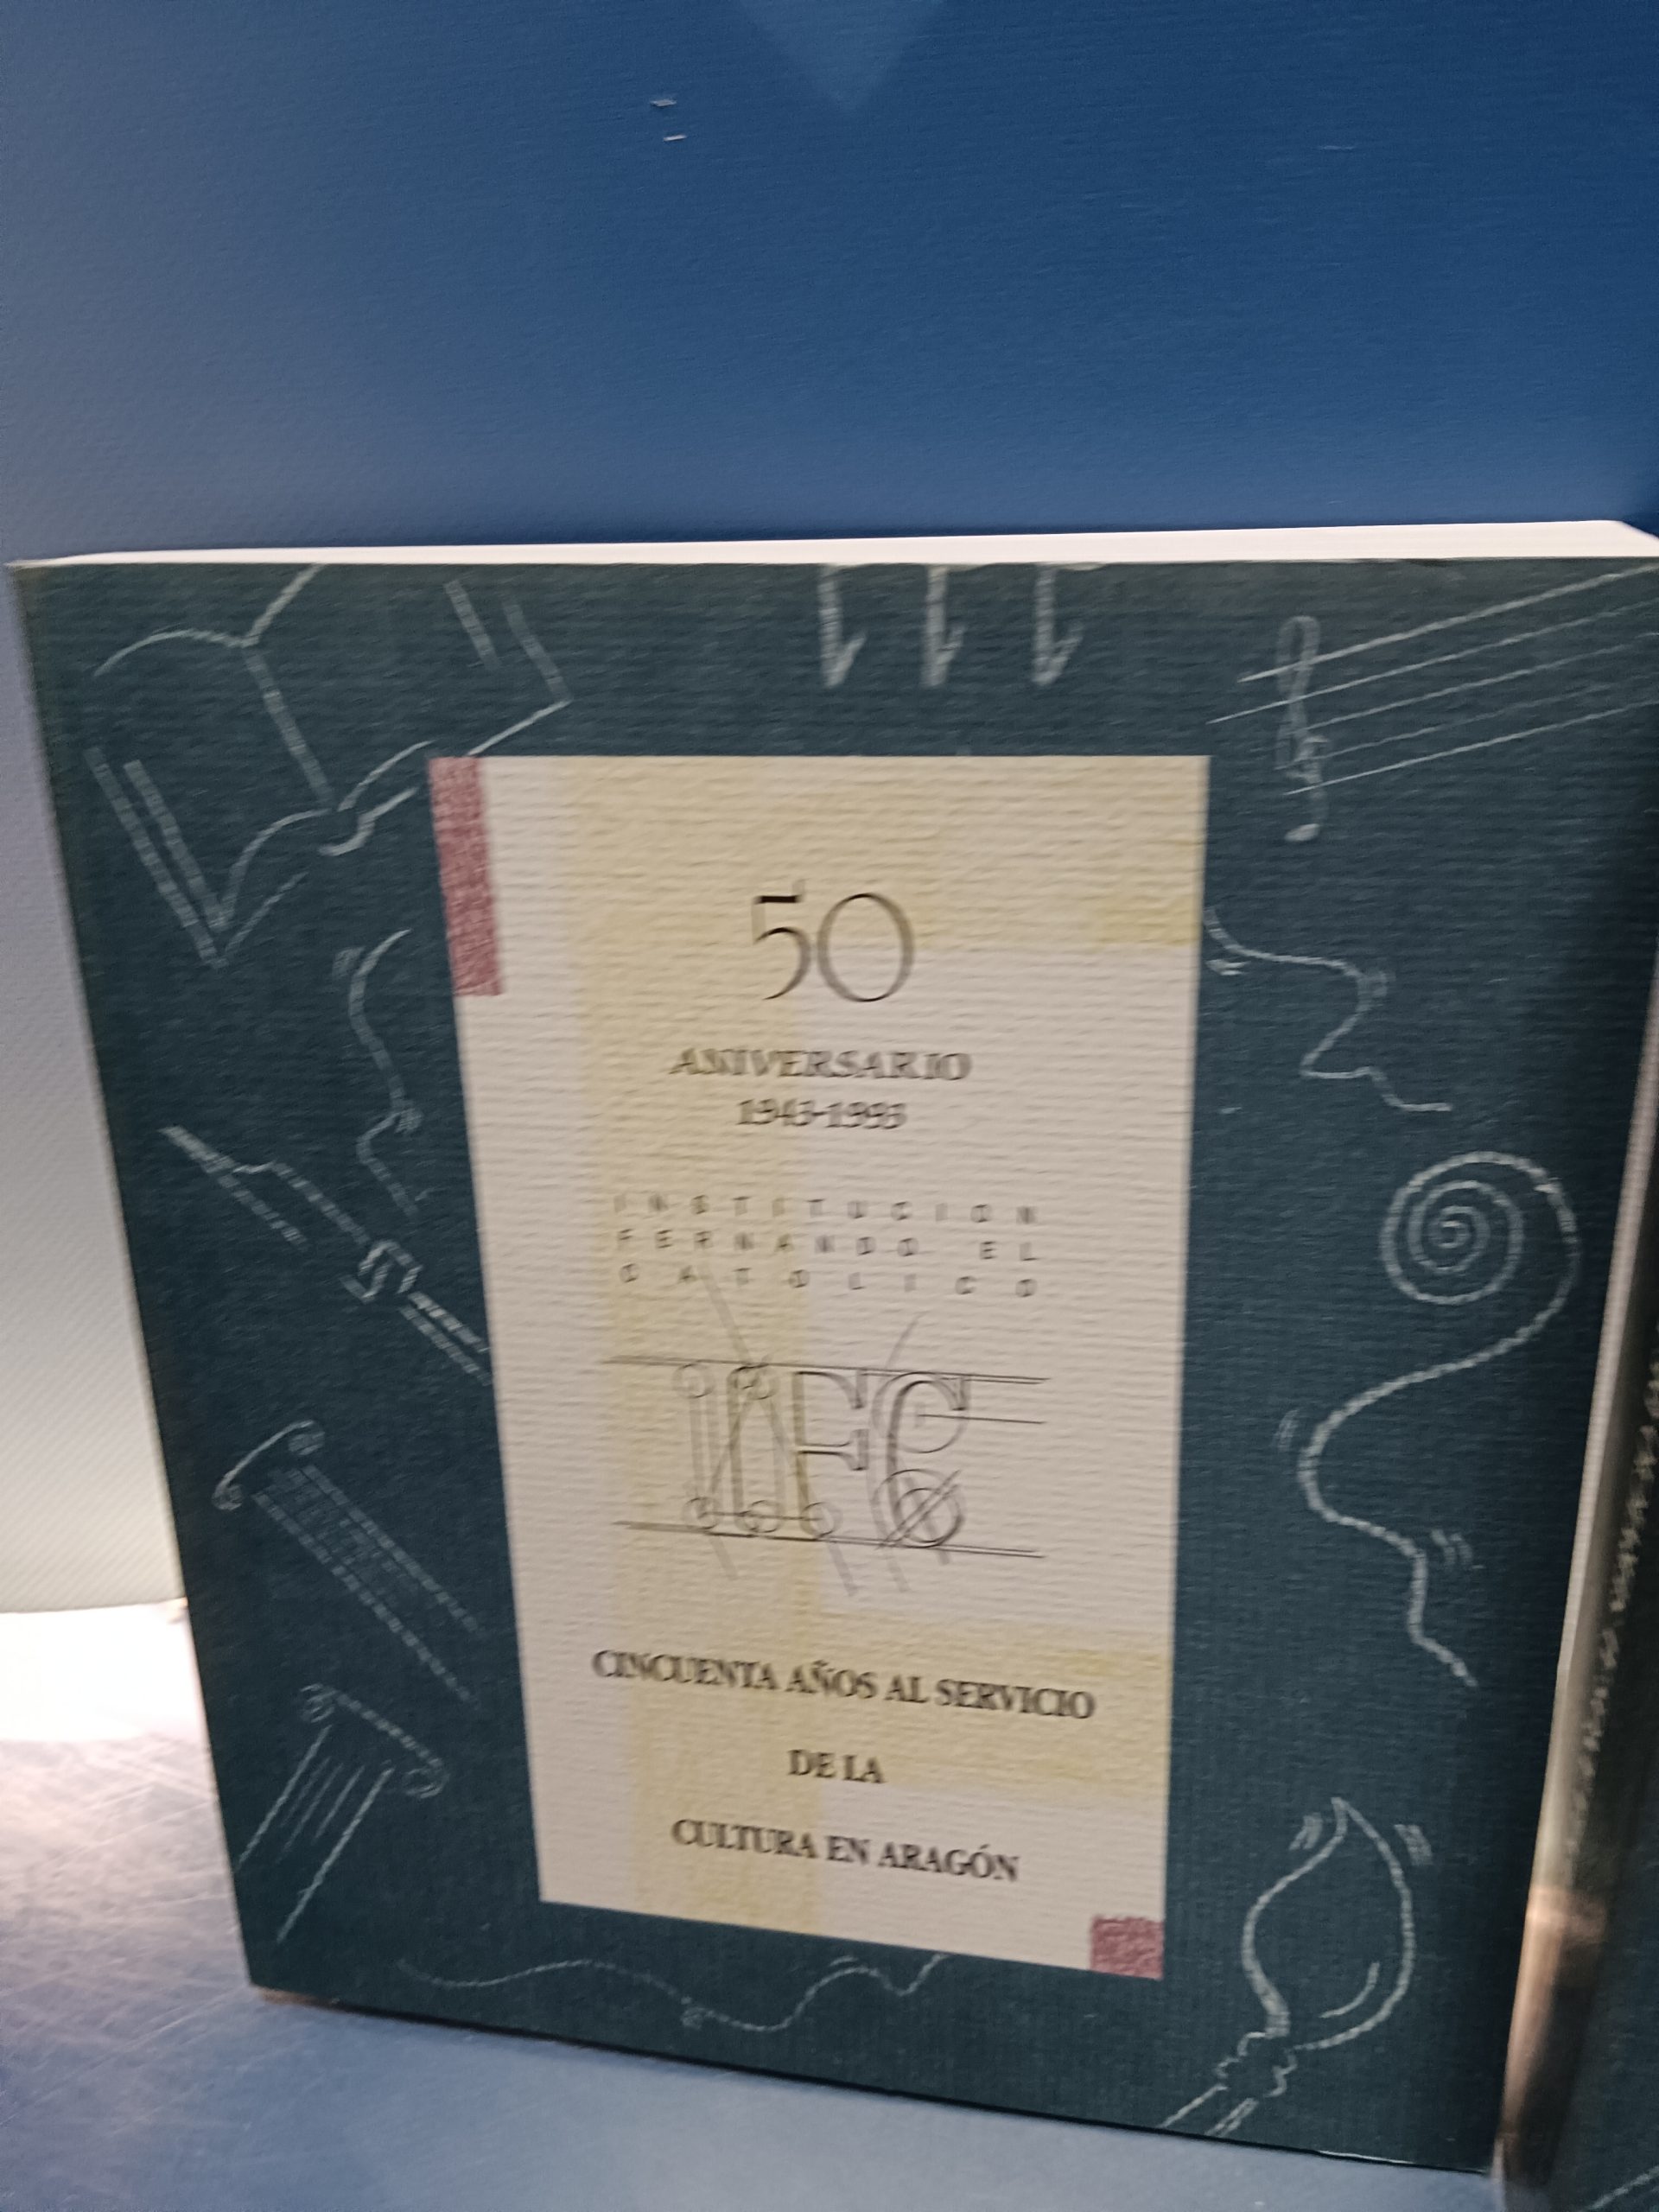 50
ANIVERSARIO
1943-1993
INSTITUCION
FERNANDO EL
CATOLICO
IFC
CINCUENTA AÑOS AL SERVICIO
DE LA
CULTURA EN ARAGÓN